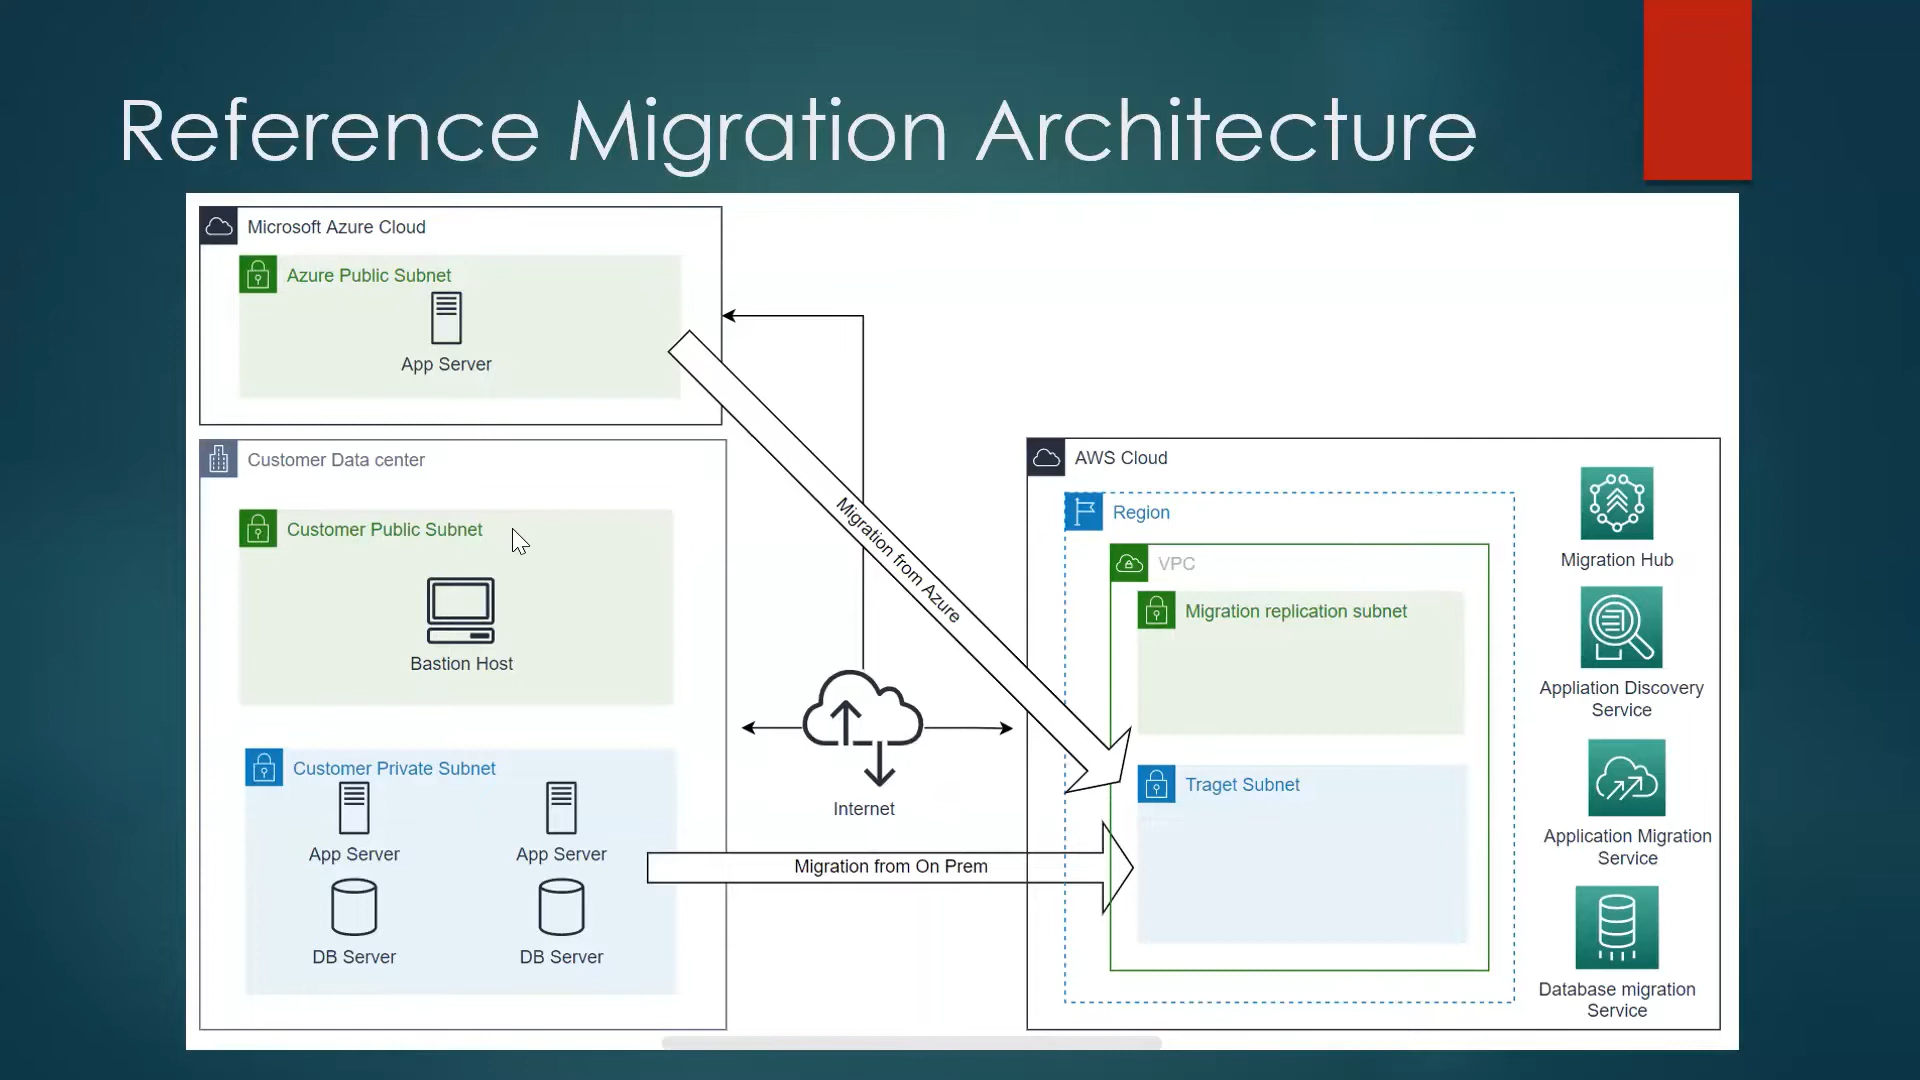 Reference Migration Architecture
Microsoft Azure Cloud
Azure Public Subnet
App Server
Customer Data center
Customer Public Subnet
Bastion Host
Customer Private Subnet
App Server
App Server
DB Server
DB Server
Migration from Azure
Internet
Migration from On Prem
AWS Cloud
Region
VPC
Migration replication subnet
Traget Subnet
Migration Hub
Appliation Discovery
Service
Application Migration
Service
Database migration
Service